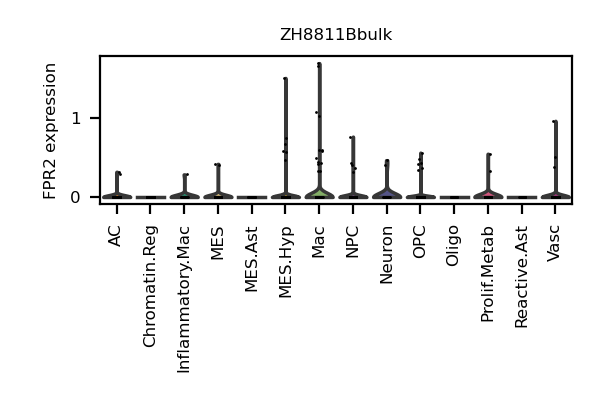 ZH8811Bbulk
FPR2 expression
1
0
AC
Chromatin.Reg
Inflammatory.Mac
MES
MES.Ast
MES.Hyp
Mac
NPC
Neuron
OPC
Oligo
Prolif.Metab
Reactive.Ast
Vasc